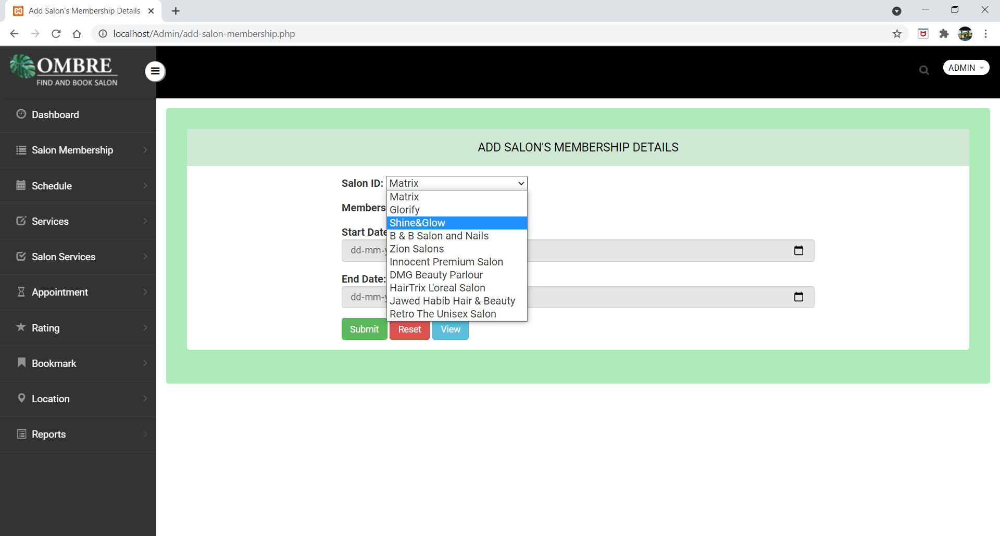 Add Salon's Membership Details
localhost/Admin/add-salon-membership.php
OMBRE
FIND AND BOOK SALON
ADMIN
Dashboard
Salon Membership
Schedule
Services
Salon Services
Appointment
Rating
Bookmark
Location
Reports
ADD SALON'S MEMBERSHIP DETAILS
Salon ID: Matrix
Matrix
Glorify
Shine&Glow
B & B Salon and Nails
Zion Salons
Innocent Premium Salon
DMG Beauty Parlour
HairTrix L'oreal Salon
Jawed Habib Hair & Beauty
Retro The Unisex Salon
Members
Start Date
dd-mm-y
End Date:
dd-mm-y
Submit Reset View